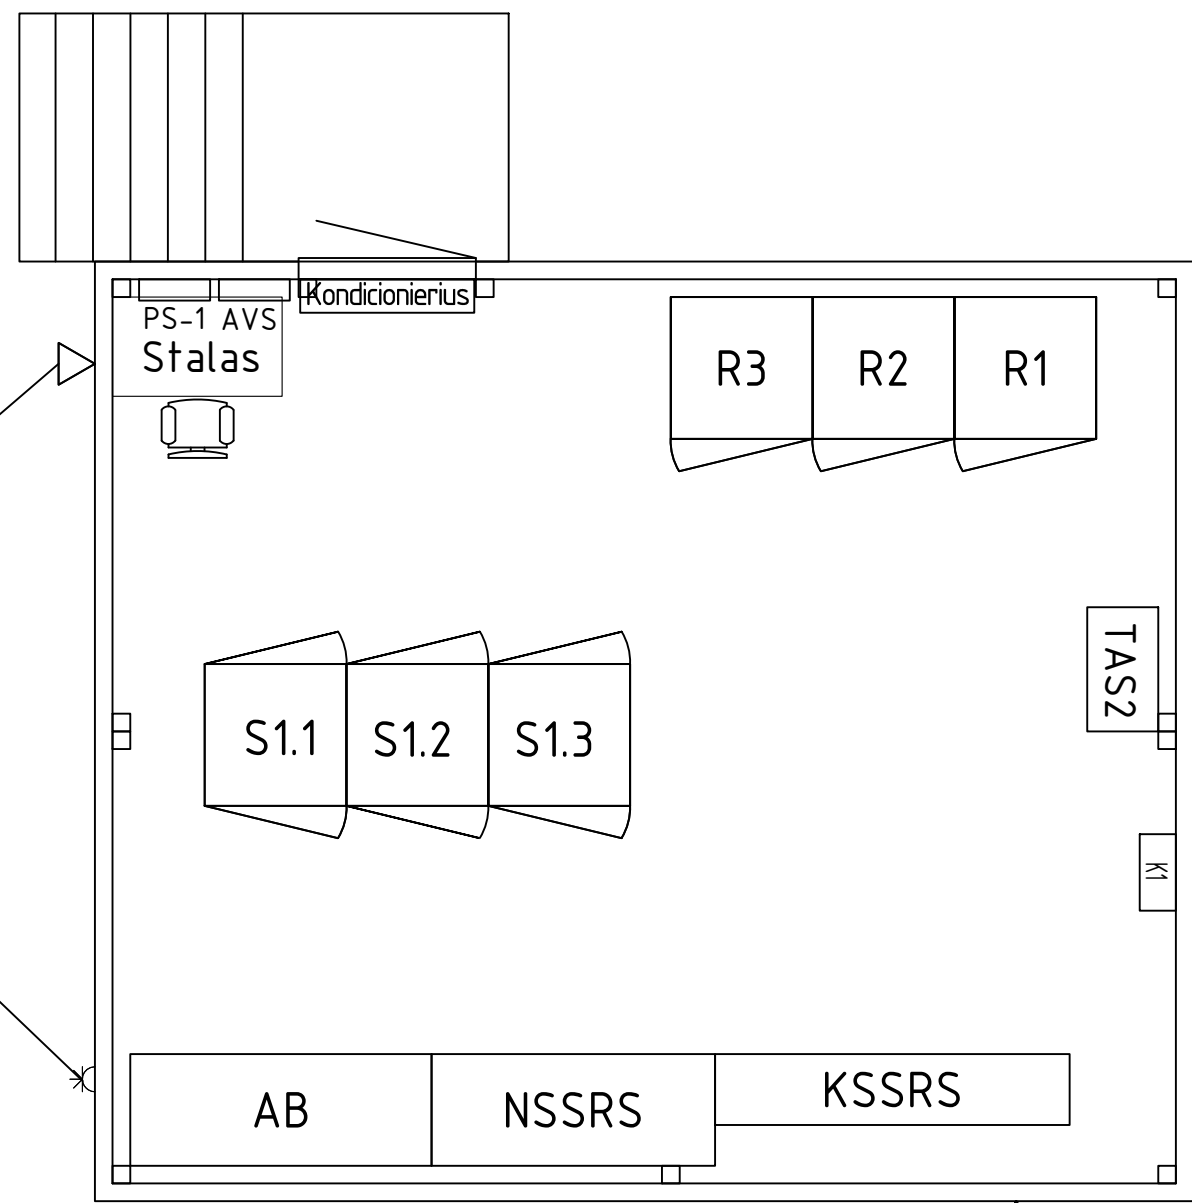 Kondicionierius
PS-1 AVS
Stalas
R3 R2 R1
TAS2
S1.1 S1.2 S1.3
K1
AB NSSRS KSSRS